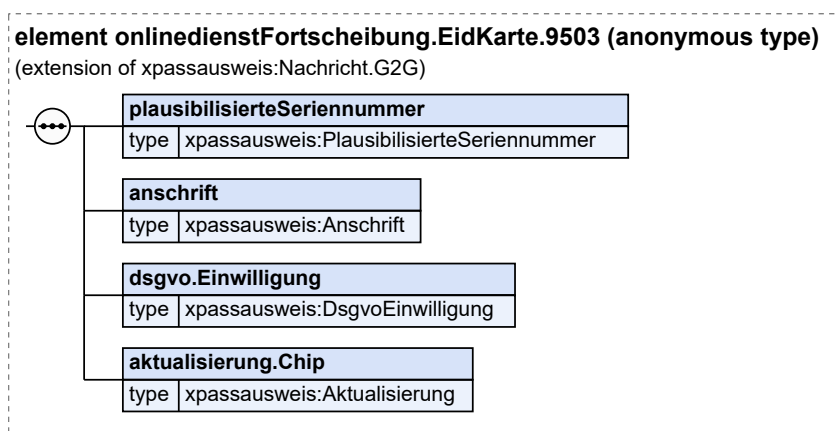 element onlinedienstFortscheibung.EidKarte.9503 (anonymous type)
(extension of xpassausweis:Nachricht.G2G)
plausibilisierteSeriennummer
type xpassausweis:PlausibilisierteSeriennummer
anschrift
type xpassausweis:Anschrift
dsgvo.Einwilligung
type xpassausweis:DsgvoEinwilligung
aktualisierung.Chip
type xpassausweis:Aktualisierung